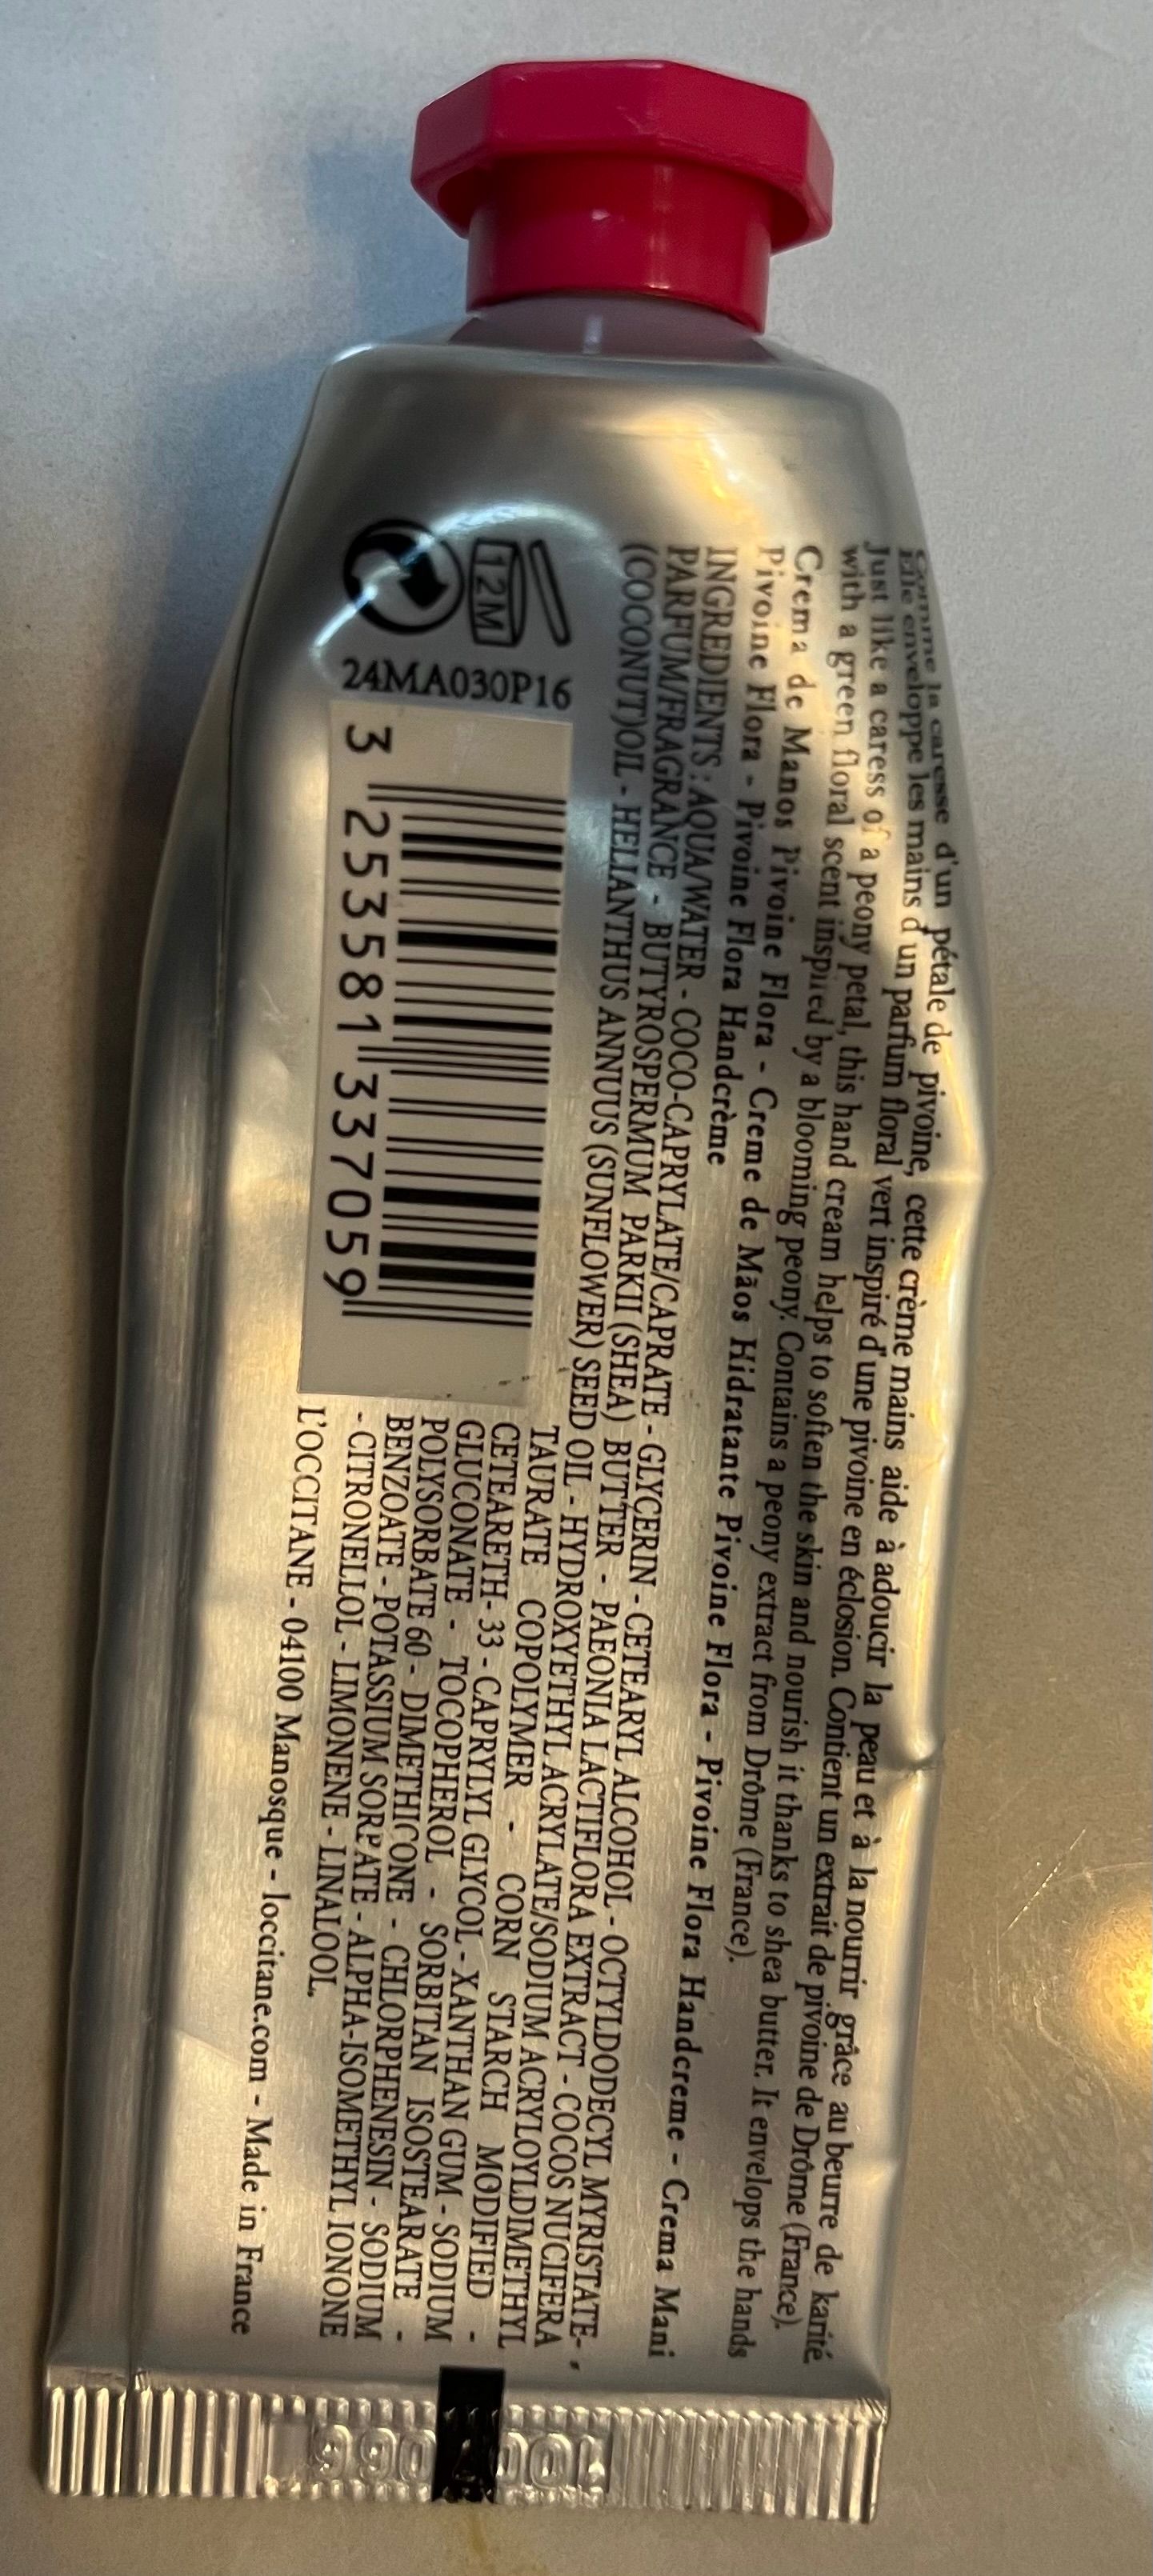 Comme la caresse d'un pétale de pivoine, cette crème mains aide à adoucir la peau et à la nourrir grâce au beurre de karité.
Elle enveloppe les mains d'un parfum floral vert inspiré d'une pivoine en éclosion. Contient un extrait de pivoine de Drôme (France).
Just like a caress of a peony petal, this hand cream helps to soften the skin and nourish it thanks to shea butter. It envelops the hands
with a green floral scent inspired by a blooming peony. Contains a peony extract from Drôme (France).
Crema de Manos Pivoine Flora - Creme de Mãos Hidratante Pivoine Flora - Pivoine Flora Handcreme - Crema Mani
Pivoine Flora - Pivoine Flora Handcrème
INGREDIENTS : AQUA/WATER - COCO-CAPRYLATE/CAPRATE - GLYCERIN - CETEARYL ALCOHOL - OCTYLDODECYL MYRISTATE -
PARFUM/FRAGRANCE - BUTYROSPERMUM PARKII (SHEA) BUTTER - PAEONIA LACTIFLORA EXTRACT - COCOS NUCIFERA
(COCONUT)OIL - HELIANTHUS ANNUUS (SUNFLOWER) SEED OIL - HYDROXYETHYL ACRYLATE/SODIUM ACRYLOYLDIMETHYL
TAURATE COPOLYMER - CORN STARCH MODIFIED -
CETEARETH- 33 - CAPRYLYL GLYCOL - XANTHAN GUM - SODIUM
GLUCONATE - TOCOPHEROL - SORBITAN ISOSTEARATE -
POLYSORBATE 60 - DIMETHICONE - CHLORPHENESIN - SODIUM
BENZOATE - POTASSIUM SORBATE - ALPHA-ISOMETHYL IONONE
- CITRONELLOL - LIMONENE - LINALOOL.
L'OCCITANE - 04100 Manosque - loccitane.com - Made in France
12M
24MA030P16
3 253581 337059